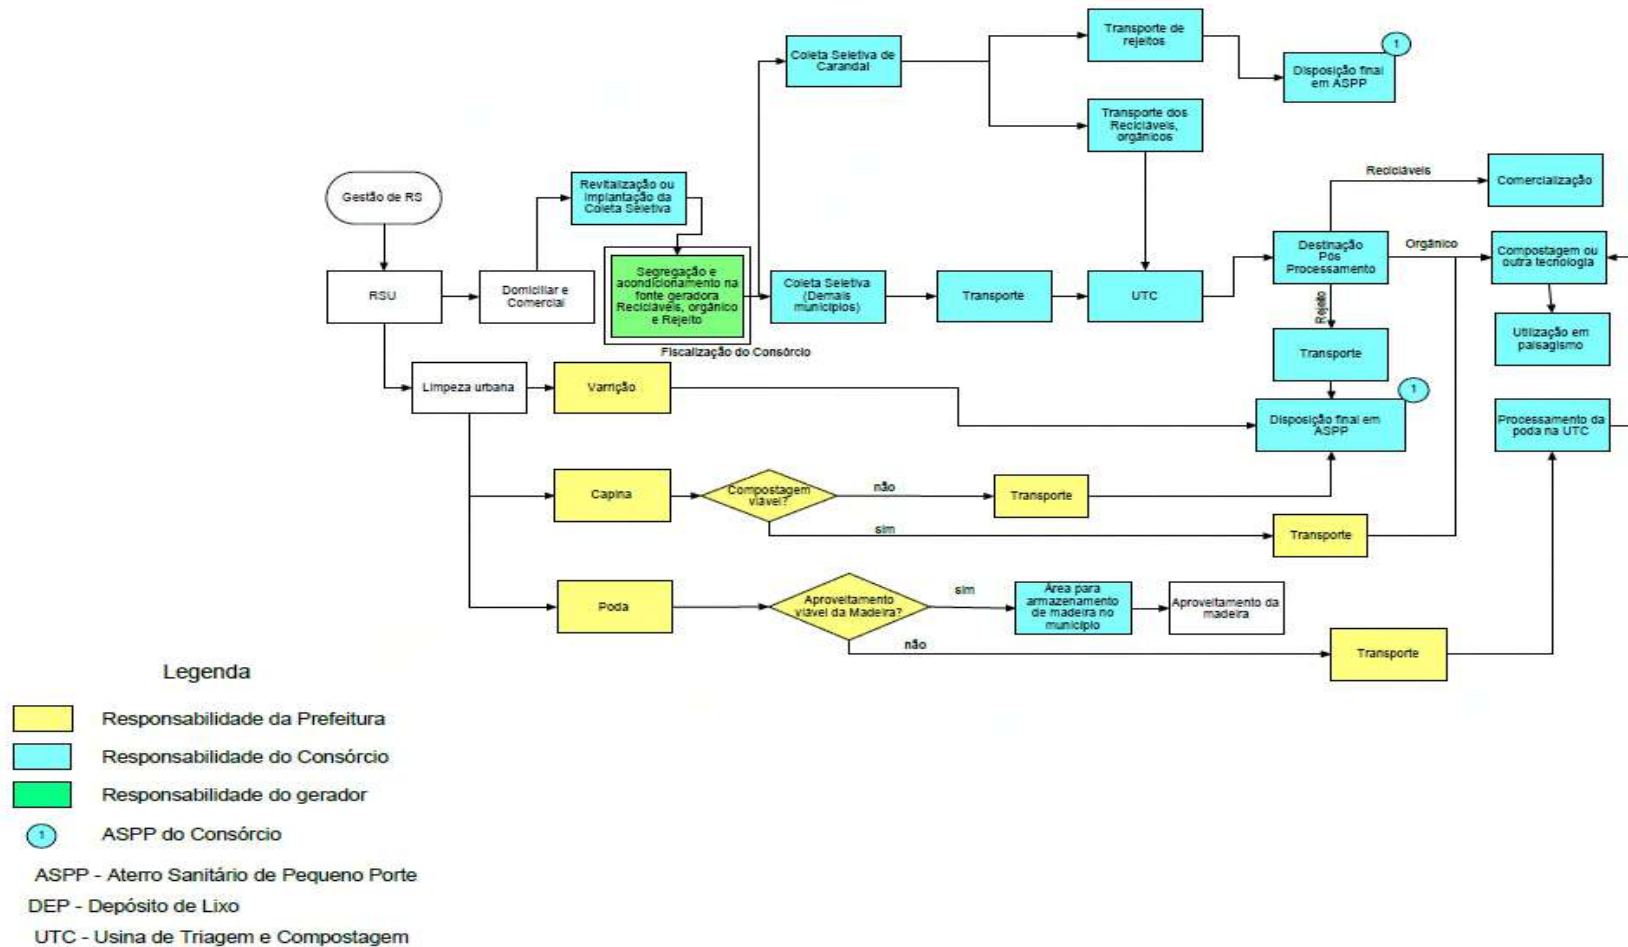 Transporte de
rejeitos
1
Coleta Seletiva de
Carandaí
Disposição final
em ASPP
Transporte dos
Recicláveis,
orgânicos
Recicláveis
Comercialização
Gestão de RS
Revitalização ou
Implantação da
Coleta Seletiva
Segregação e
acondicionamento na
fonte geradora
Recicláveis, orgânico
e Rejeito
Fiscalização do Consórcio
RSU
Domiciliar e
Comercial
Coleta Seletiva
(Demais
municípios)
Transporte
UTC
Destinação
Pós
Processamento
Orgânico
Compostagem ou
outra tecnologia
Rejeito
Utilização em
paisagismo
Transporte
Limpeza urbana
Varrição
1
Disposição final em
ASPP
Processamento da
poda na UTC
Capina
Compostagem
viável?
não
Transporte
sim
Transporte
Poda
Aproveitamento
viável da Madeira?
sim
Área para
armazenamento
de madeira no
município
Aproveitamento da
madeira
não
Transporte
Legenda
Responsabilidade da Prefeitura
Responsabilidade do Consórcio
Responsabilidade do gerador
1
ASPP do Consórcio
ASPP - Aterro Sanitário de Pequeno Porte
DEP - Depósito de Lixo
UTC - Usina de Triagem e Compostagem